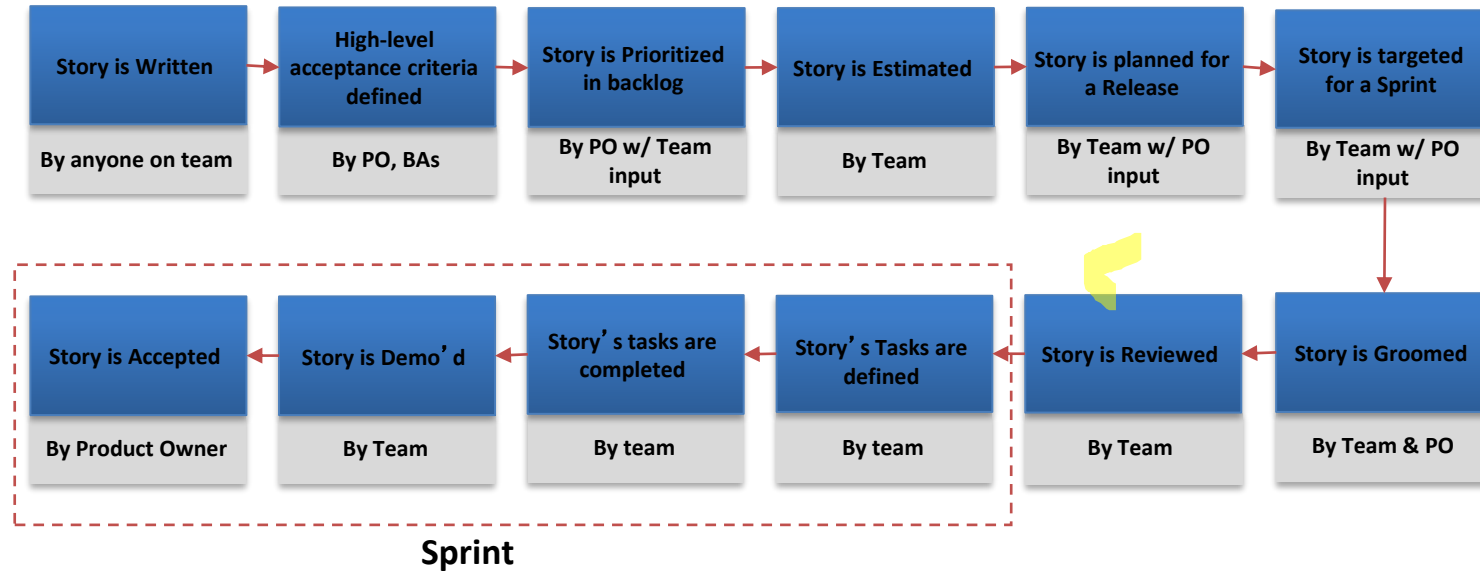 Story is Written
High-level
acceptance criteria
defined
Story is Prioritized
in backlog
Story is Estimated
Story is planned for
a Release
Story is targeted
for a Sprint
By anyone on team
By PO, BAs
By PO w/ Team
input
By Team
By Team w/ PO
input
By Team w/ PO
input
Story is Accepted
Story is Demo’d
Story’s tasks are
completed
Story’s Tasks are
defined
Story is Reviewed
Story is Groomed
By Product Owner
By Team
By team
By team
By Team
By Team & PO
Sprint